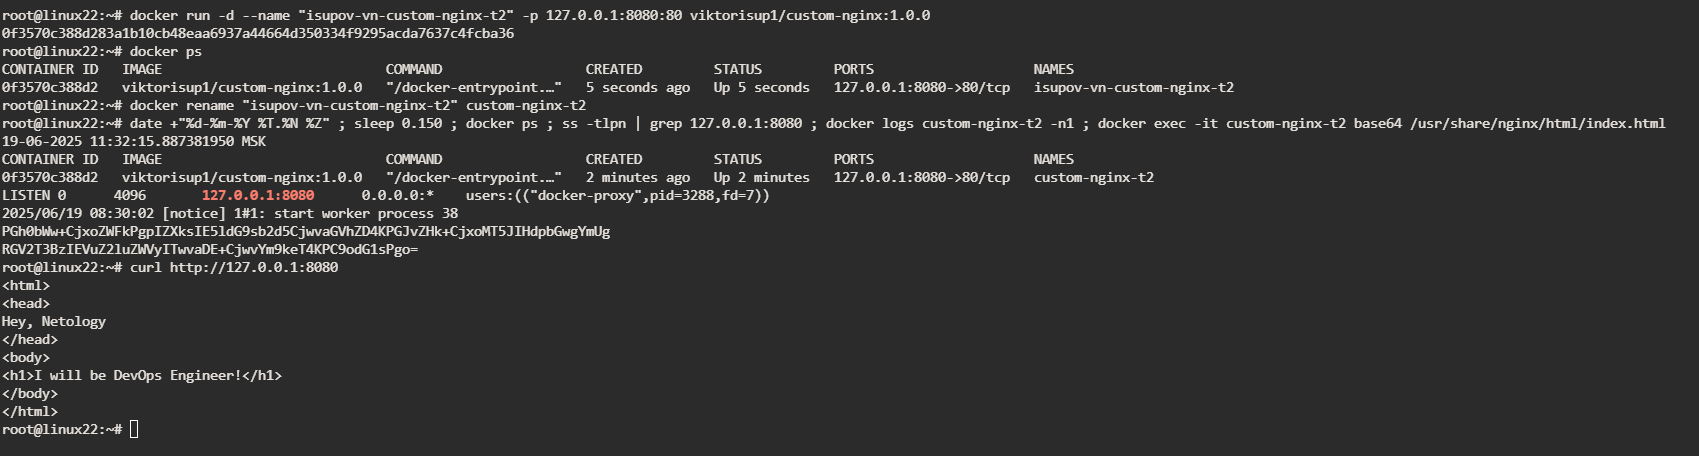 root@linux22:~# docker run -d --name "isupov-vn-custom-nginx-t2" -p 127.0.0.1:8080:80 viktorisup1/custom-nginx:1.0.0
0f3570c388d283a1b10cb48eaa6937a44664d350334f9295acda7637c4fcba36
root@linux22:~# docker ps
CONTAINER ID   IMAGE                            COMMAND                  CREATED         STATUS         PORTS                    NAMES
0f3570c388d2   viktorisup1/custom-nginx:1.0.0   "/docker-entrypoint.…"   5 seconds ago   Up 5 seconds   127.0.0.1:8080->80/tcp   isupov-vn-custom-nginx-t2
root@linux22:~# docker rename "isupov-vn-custom-nginx-t2" custom-nginx-t2
root@linux22:~# date +"%d-%m-%Y %T.%N %Z" ; sleep 0.150 ; docker ps ; ss -tlpn | grep 127.0.0.1:8080 ; docker logs custom-nginx-t2 -n1 ; docker exec -it custom-nginx-t2 base64 /usr/share/nginx/html/index.html
19-06-2025 11:32:15.887381950 MSK
CONTAINER ID   IMAGE                            COMMAND                  CREATED         STATUS         PORTS                    NAMES
0f3570c388d2   viktorisup1/custom-nginx:1.0.0   "/docker-entrypoint.…"   2 minutes ago   Up 2 minutes   127.0.0.1:8080->80/tcp   custom-nginx-t2
LISTEN 0      4096       127.0.0.1:8080      0.0.0.0:*    users:(("docker-proxy",pid=3288,fd=7))
2025/06/19 08:30:02 [notice] 1#1: start worker process 38
PGh0bWw+CjxoZWFkPgpIZXksIE5ldG9sb2d5CjwvaGVhZD4KPGJvZHk+CjxoMT5JIHdpbGwgYmUg
RGV2T3BzIEVuZ2luZWVyITwvaDE+CjwvYm9keT4KPC9odG1sPgo=
root@linux22:~# curl http://127.0.0.1:8080
<html>
<head>
Hey, Netology
</head>
<body>
<h1>I will be DevOps Engineer!</h1>
</body>
</html>
root@linux22:~#